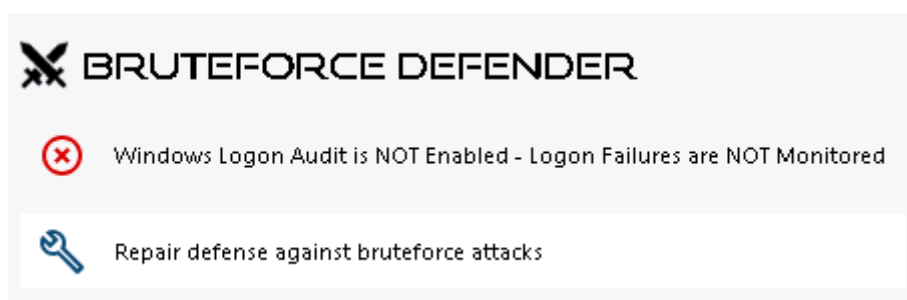 BRUTEFORCE DEFENDER
Windows Logon Audit is NOT Enabled - Logon Failures are NOT Monitored
Repair defense against bruteforce attacks